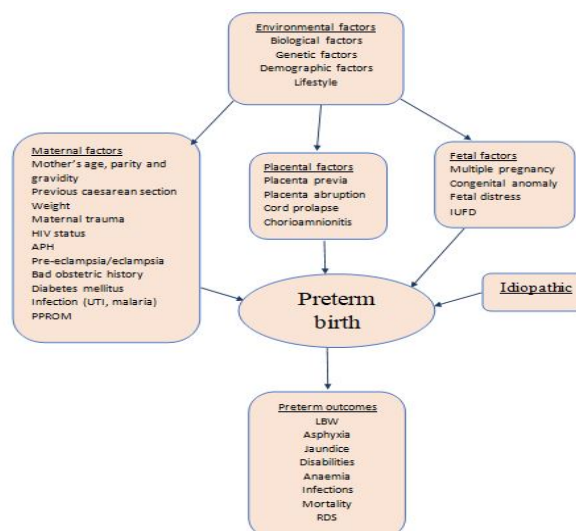 Environmental factors
Biological factors
Genetic factors
Demographic factors
Lifestyle
Maternal factors
Mother's age, parity and
gravidity
Previous caesarean section
Weight
Maternal trauma
HIV status
APH
Pre-eclampsia/eclampsia
Bad obstetric history
Diabetes mellitus
Infection (UTI, malaria)
PPROM
Placental factors
Placenta previa
Placenta abruption
Cord prolapse
Chorioamnionitis
Fetal factors
Multiple pregnancy
Congenital anomaly
Fetal distress
IUFD
Preterm
birth
Idiopathic
Preterm outcomes
LBW
Asphyxia
Jaundice
Disabilities
Anaemia
Infections
Mortality
RDS